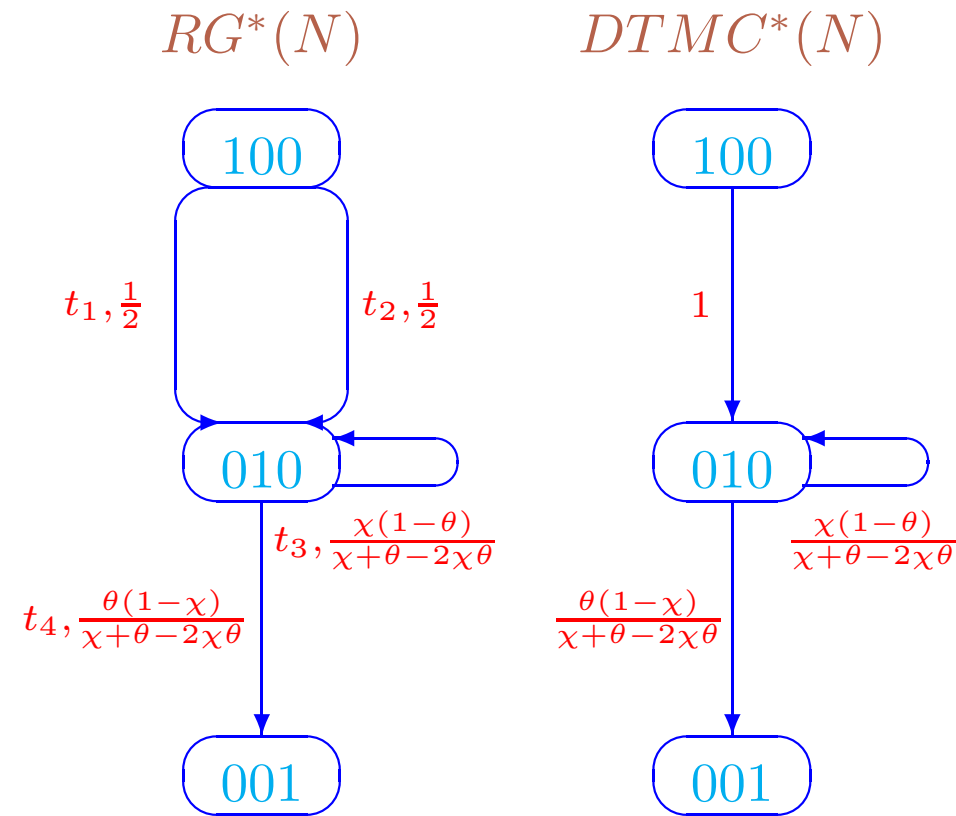 RG*(N) DTMC*(N)
100 100
t₁, 1/2 t₂, 1/2 1
010 010
t₃, χ(1−θ)/(χ+θ−2χθ) χ(1−θ)/(χ+θ−2χθ)
t₄, θ(1−χ)/(χ+θ−2χθ) θ(1−χ)/(χ+θ−2χθ)
001 001